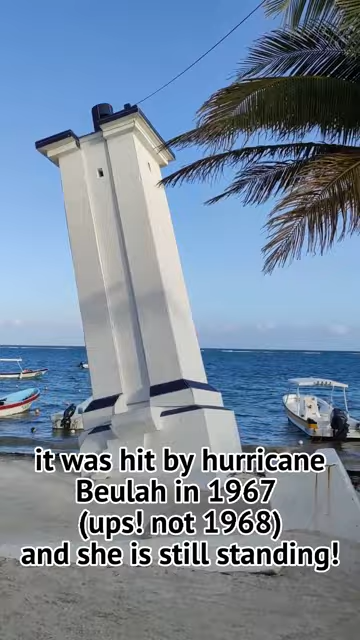 it was hit by hurricane
Beulah in 1967
(ups! not 1968)
and she is still standing!